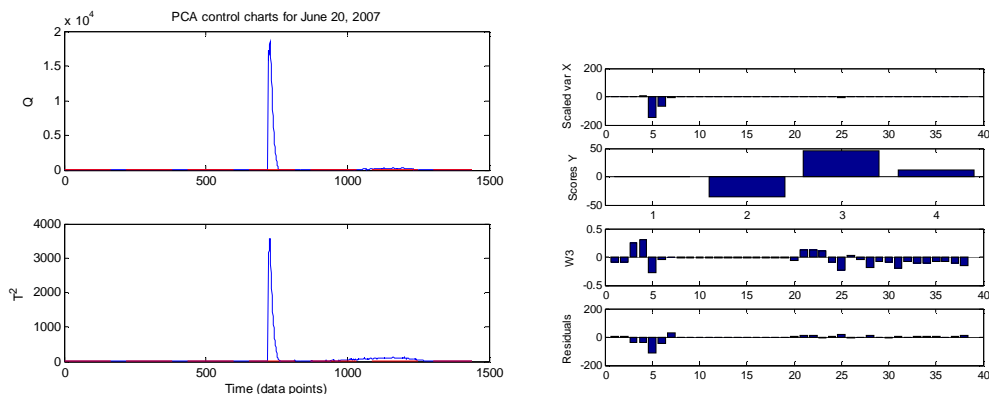 PCA control charts for June 20, 2007
x 10^4
2
1.5
1
0.5
0
Q
0 500 1000 1500
4000
3000
2000
1000
0
T^2
0 500 1000 1500
Time (data points)
200
0
-200
Scaled var X
0 5 10 15 20 25 30 35 40
50
0
-50
Scores Y
1 2 3 4
0.5
0
-0.5
W3
0 5 10 15 20 25 30 35 40
200
0
-200
Residuals
0 5 10 15 20 25 30 35 40